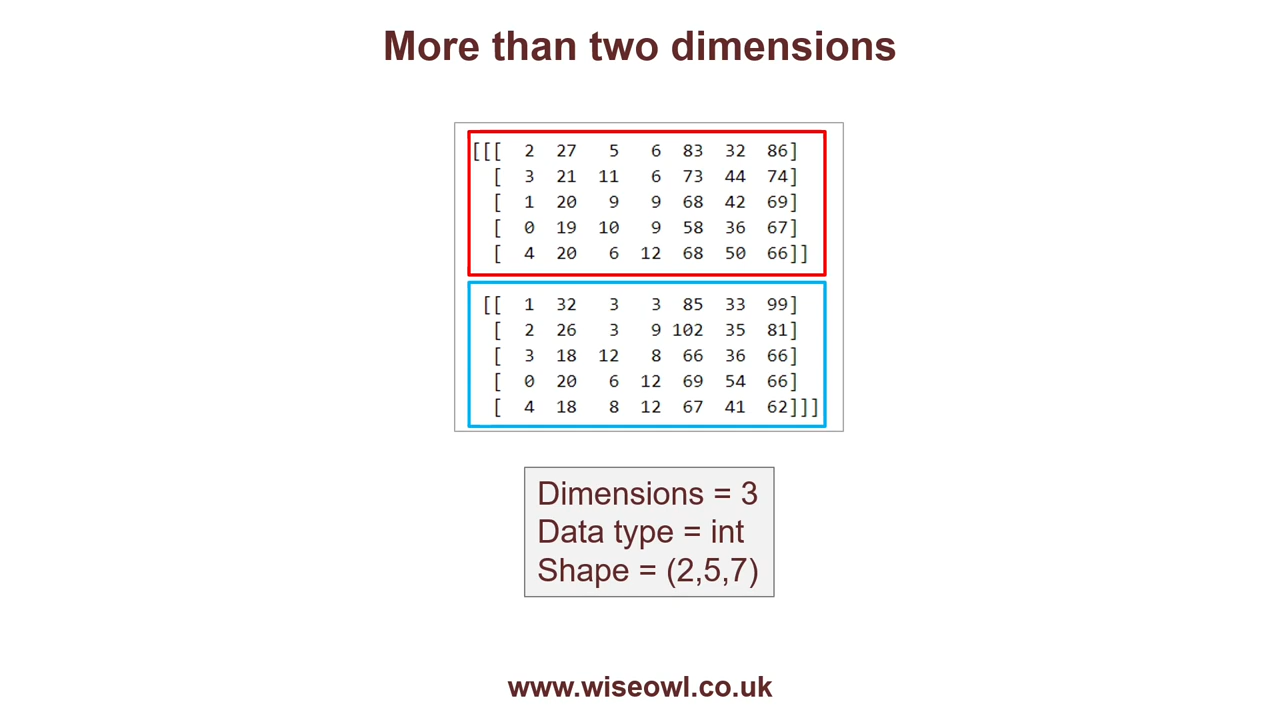 More than two dimensions
[[[ 2 27 5 6 83 32 86]
[ 3 21 11 6 73 44 74]
[ 1 20 9 9 68 42 69]
[ 0 19 10 9 58 36 67]
[ 4 20 6 12 68 50 66]]
[[ 1 32 3 3 85 33 99]
[ 2 26 3 9 102 35 81]
[ 3 18 12 8 66 36 66]
[ 0 20 6 12 69 54 66]
[ 4 18 8 12 67 41 62]]]
Dimensions = 3
Data type = int
Shape = (2,5,7)
www.wiseowl.co.uk